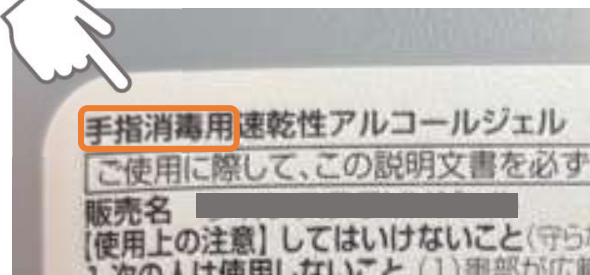 手指消毒用速乾性アルコールジェル
ご使用に際して、この説明文書を必ず
販売名
【使用上の注意】してはいけないこと(守らな
1.次の人は使用しないこと (1)患部が広範